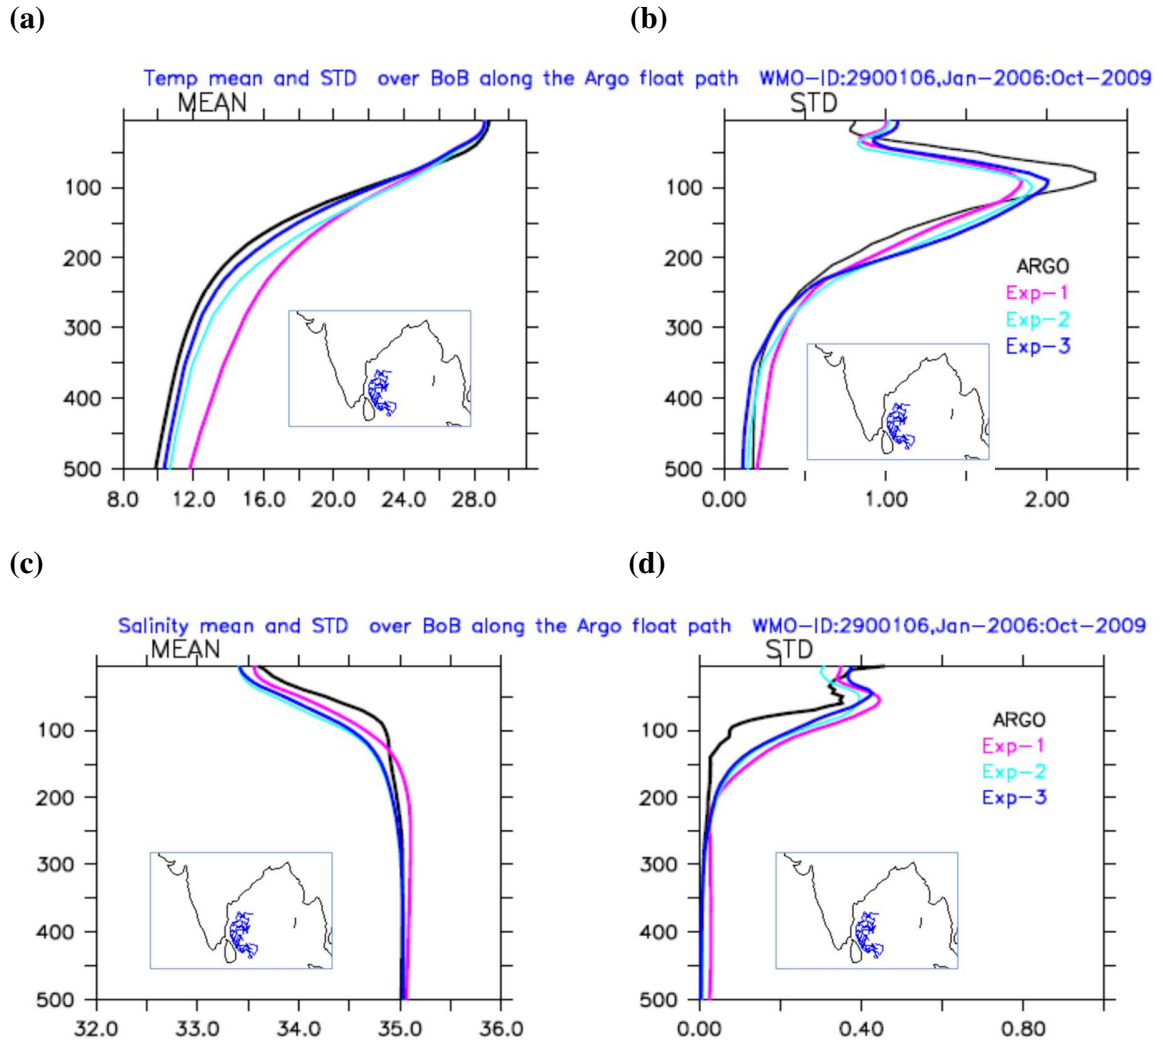 (a) (b)
Temp mean and STD over BoB along the Argo float path WMO-ID:2900106,Jan-2006:Oct-2009
MEAN STD
100 100
200 200
ARGO
Exp-1
300 300
Exp-2
Exp-3
400 400
500 500
8.0 12.0 16.0 20.0 24.0 28.0 0.00 1.00 2.00
(c) (d)
Salinity mean and STD over BoB along the Argo float path WMO-ID:2900106,Jan-2006:Oct-2009
MEAN STD
ARGO
100 100
Exp-1
Exp-2
200 200
Exp-3
300 300
400 400
500 500
32.0 33.0 34.0 35.0 36.0 0.00 0.40 0.80